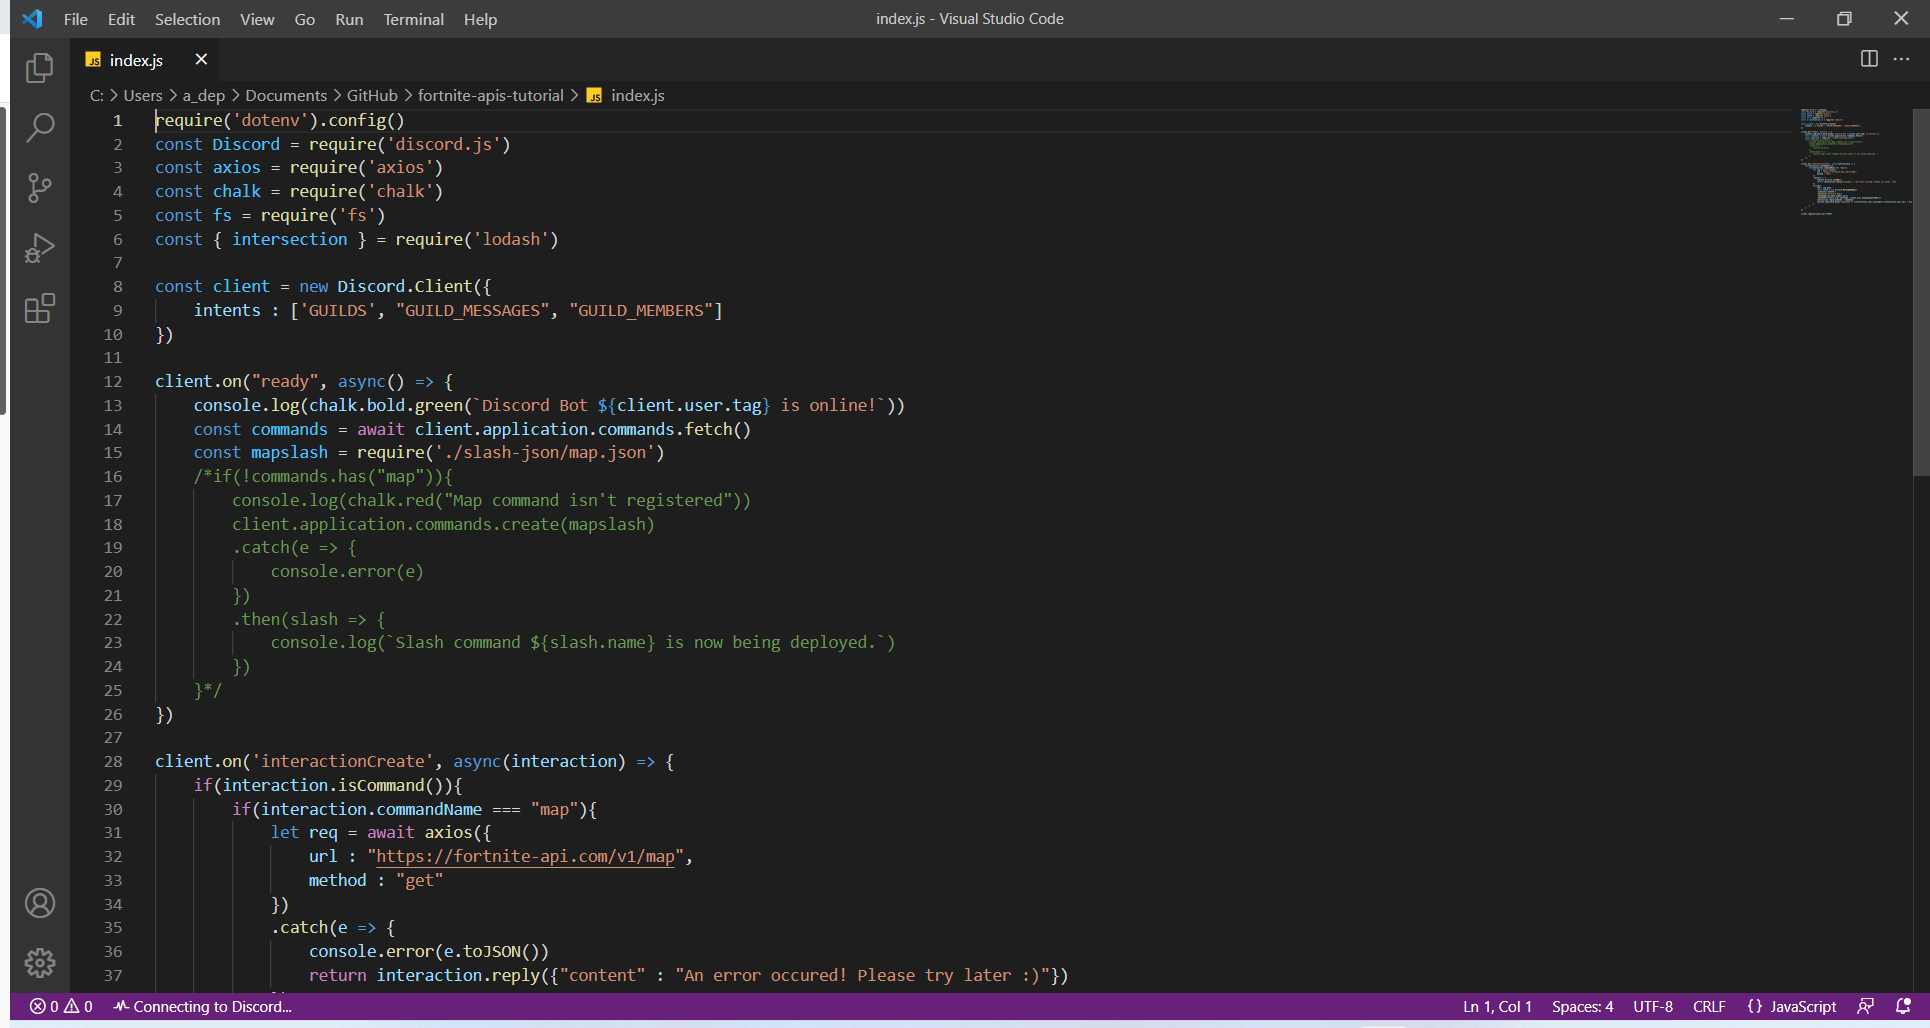 File Edit Selection View Go Run Terminal Help index.js - Visual Studio Code
JS index.js
C: > Users > a_dep > Documents > GitHub > fortnite-apis-tutorial > JS index.js
1 require('dotenv').config()
2 const Discord = require('discord.js')
3 const axios = require('axios')
4 const chalk = require('chalk')
5 const fs = require('fs')
6 const { intersection } = require('lodash')
7
8 const client = new Discord.Client({
9     intents : ['GUILDS', "GUILD_MESSAGES", "GUILD_MEMBERS"]
10 })
11
12 client.on("ready", async() => {
13     console.log(chalk.bold.green(`Discord Bot ${client.user.tag} is online!`))
14     const commands = await client.application.commands.fetch()
15     const mapslash = require('./slash-json/map.json')
16     /*if(!commands.has("map")){
17         console.log(chalk.red("Map command isn't registered"))
18         client.application.commands.create(mapslash)
19         .catch(e => {
20             console.error(e)
21         })
22         .then(slash => {
23             console.log(`Slash command ${slash.name} is now being deployed.`)
24         })
25     }*/
26 })
27
28 client.on('interactionCreate', async(interaction) => {
29     if(interaction.isCommand()){
30         if(interaction.commandName === "map"){
31             let req = await axios({
32                 url : "https://fortnite-api.com/v1/map",
33                 method : "get"
34             })
35             .catch(e => {
36                 console.error(e.toJSON())
37                 return interaction.reply({"content" : "An error occured! Please try later :)"})
0 0 Connecting to Discord... Ln 1, Col 1 Spaces: 4 UTF-8 CRLF {} JavaScript